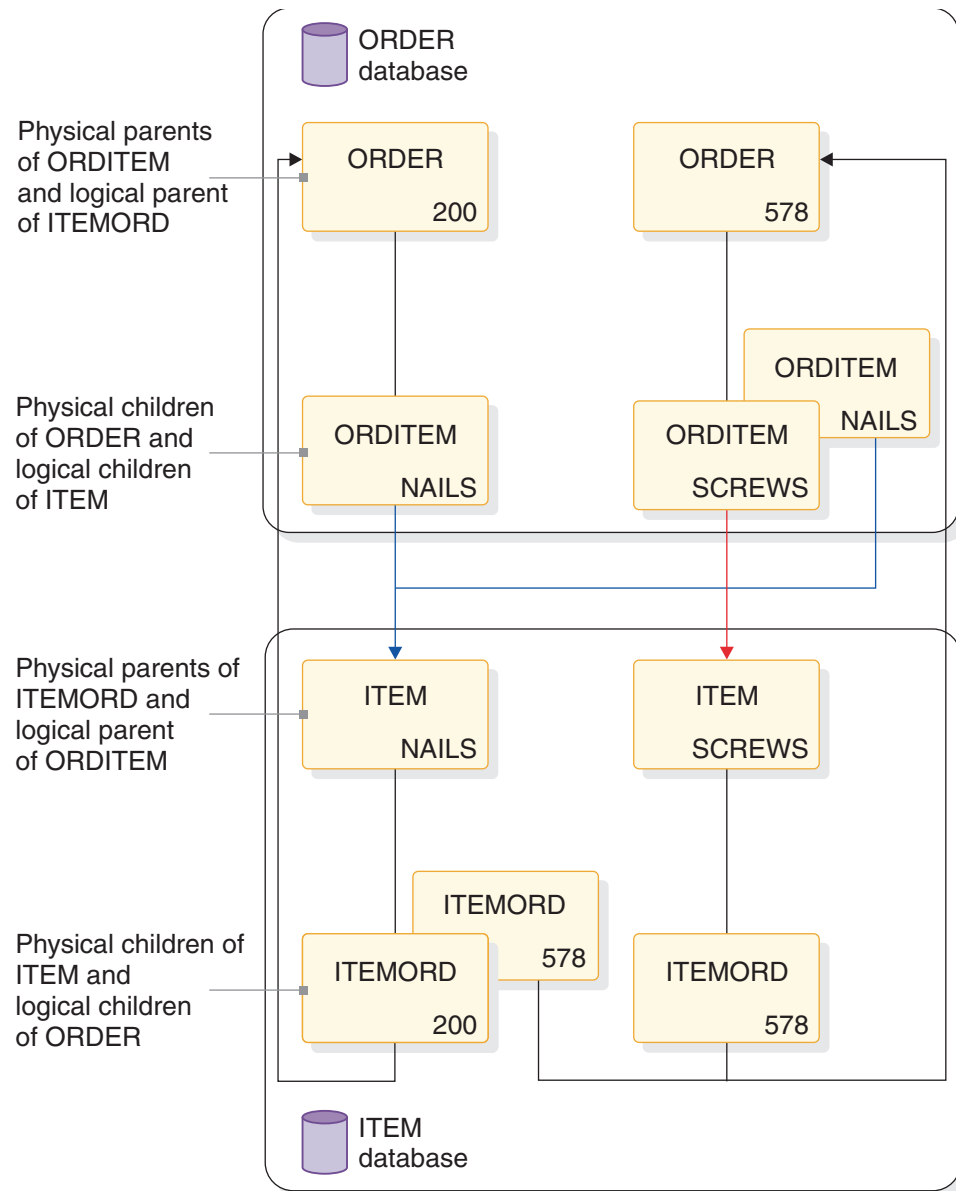 ORDER
database
Physical parents
of ORDITEM
and logical parent
of ITEMORD
ORDER
200
ORDER
578
Physical children
of ORDER and
logical children
of ITEM
ORDITEM
NAILS
ORDITEM
SCREWS
ORDITEM
NAILS
Physical parents of
ITEMORD and
logical parent
of ORDITEM
ITEM
NAILS
ITEM
SCREWS
Physical children of
ITEM and
logical children
of ORDER
ITEMORD
200
ITEMORD
578
ITEMORD
578
ITEM
database